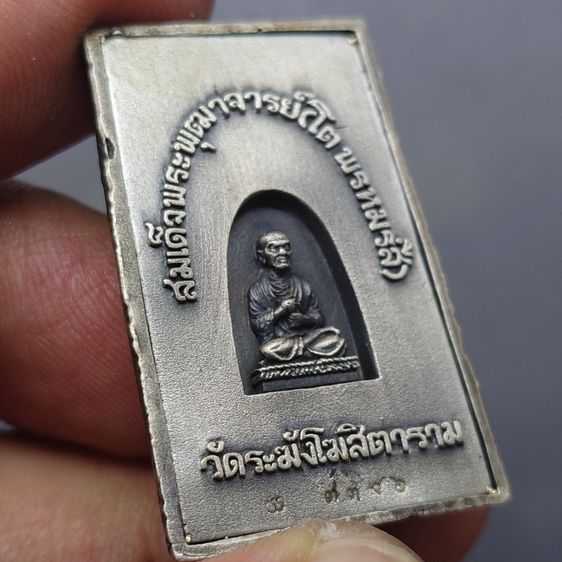 สมเด็จพระพุฒาจารย์(โต พรหมรํสี)
วัดระฆังโฆสิตาราม